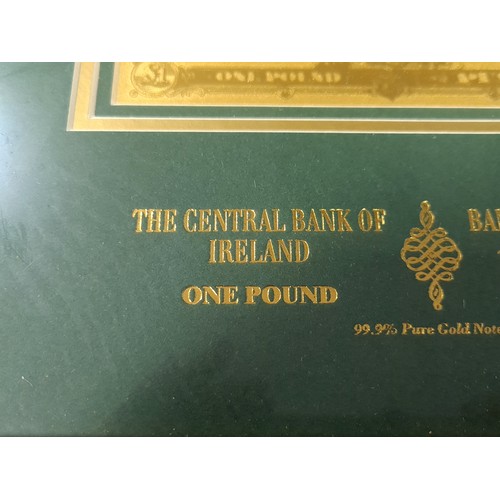 ONE POUND
THE CENTRAL BANK OF
IRELAND
ONE POUND
99.9% Pure Gold Note